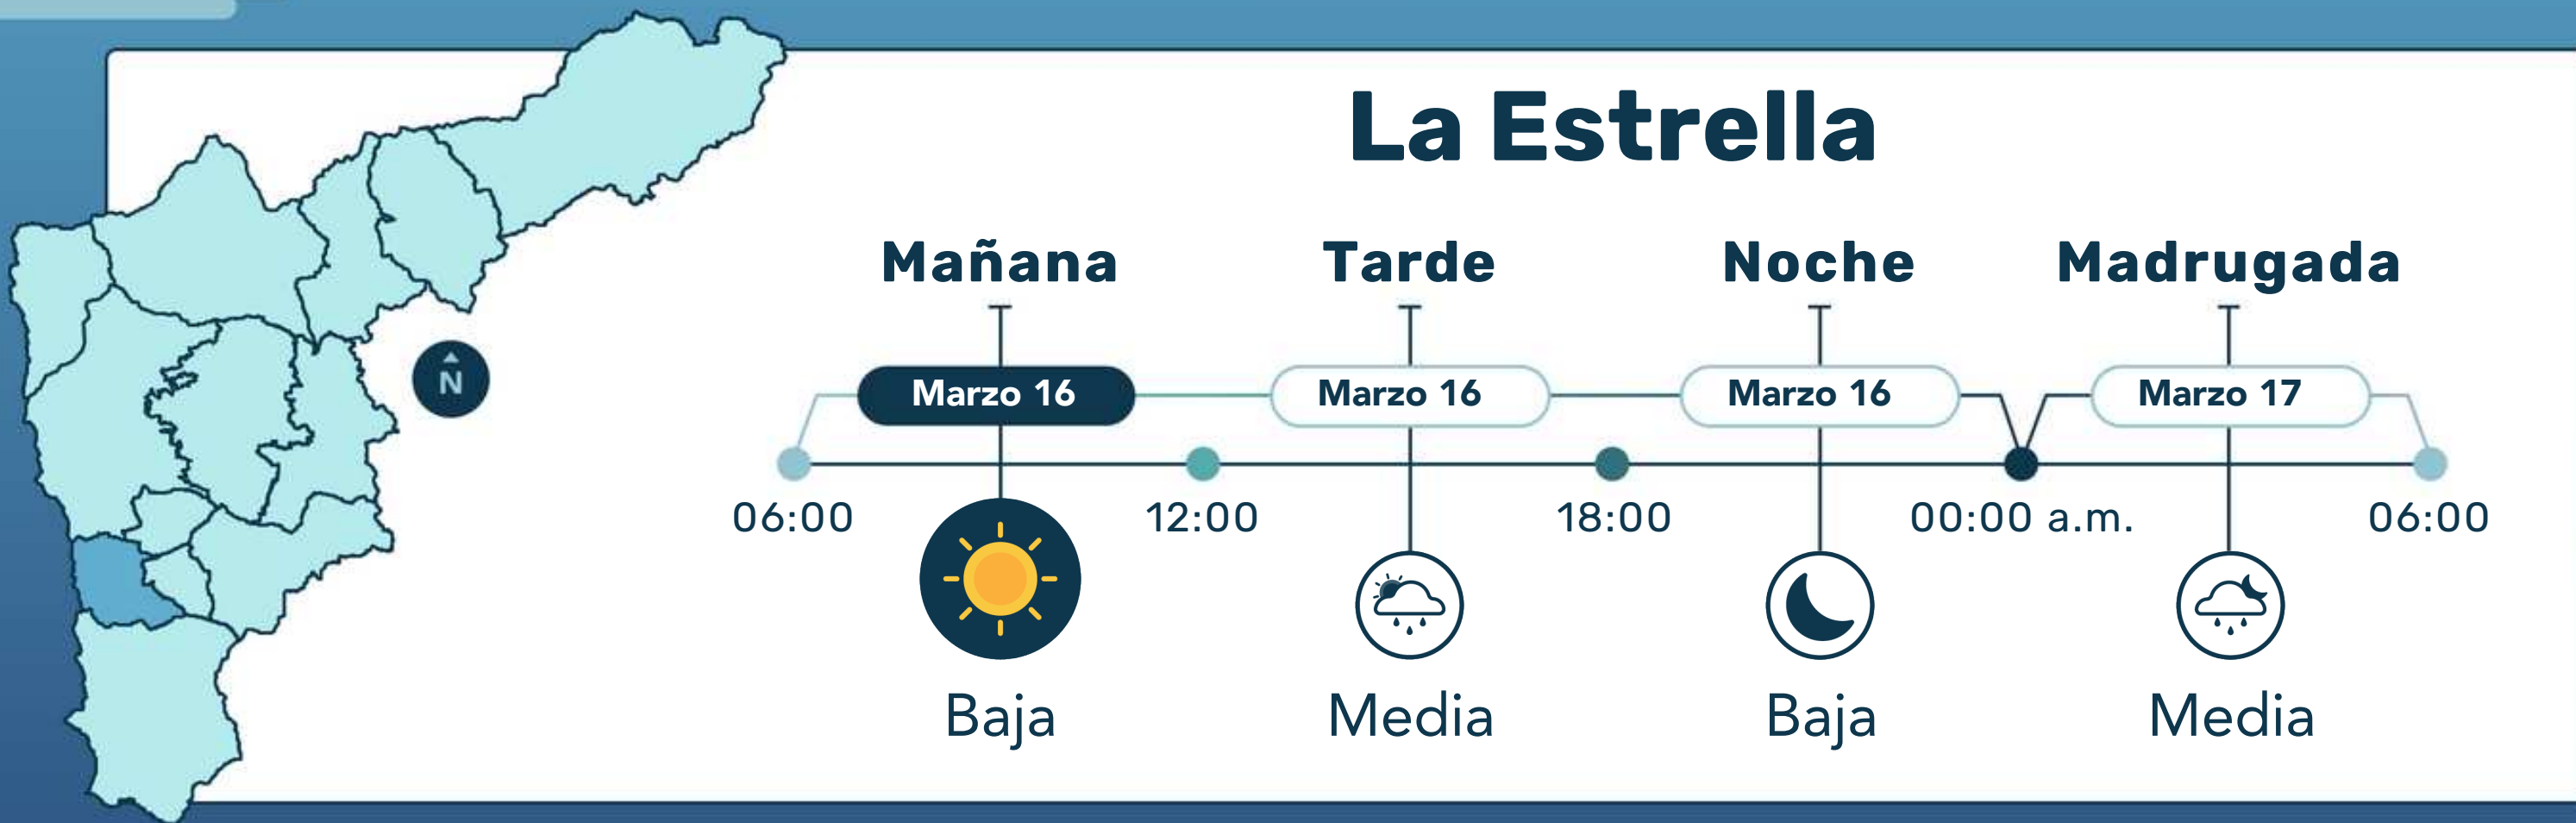 La Estrella
Mañana Tarde Noche Madrugada
N
Marzo 16 Marzo 16 Marzo 16 Marzo 17
06:00 12:00 18:00 00:00 a.m. 06:00
Baja Media Baja Media